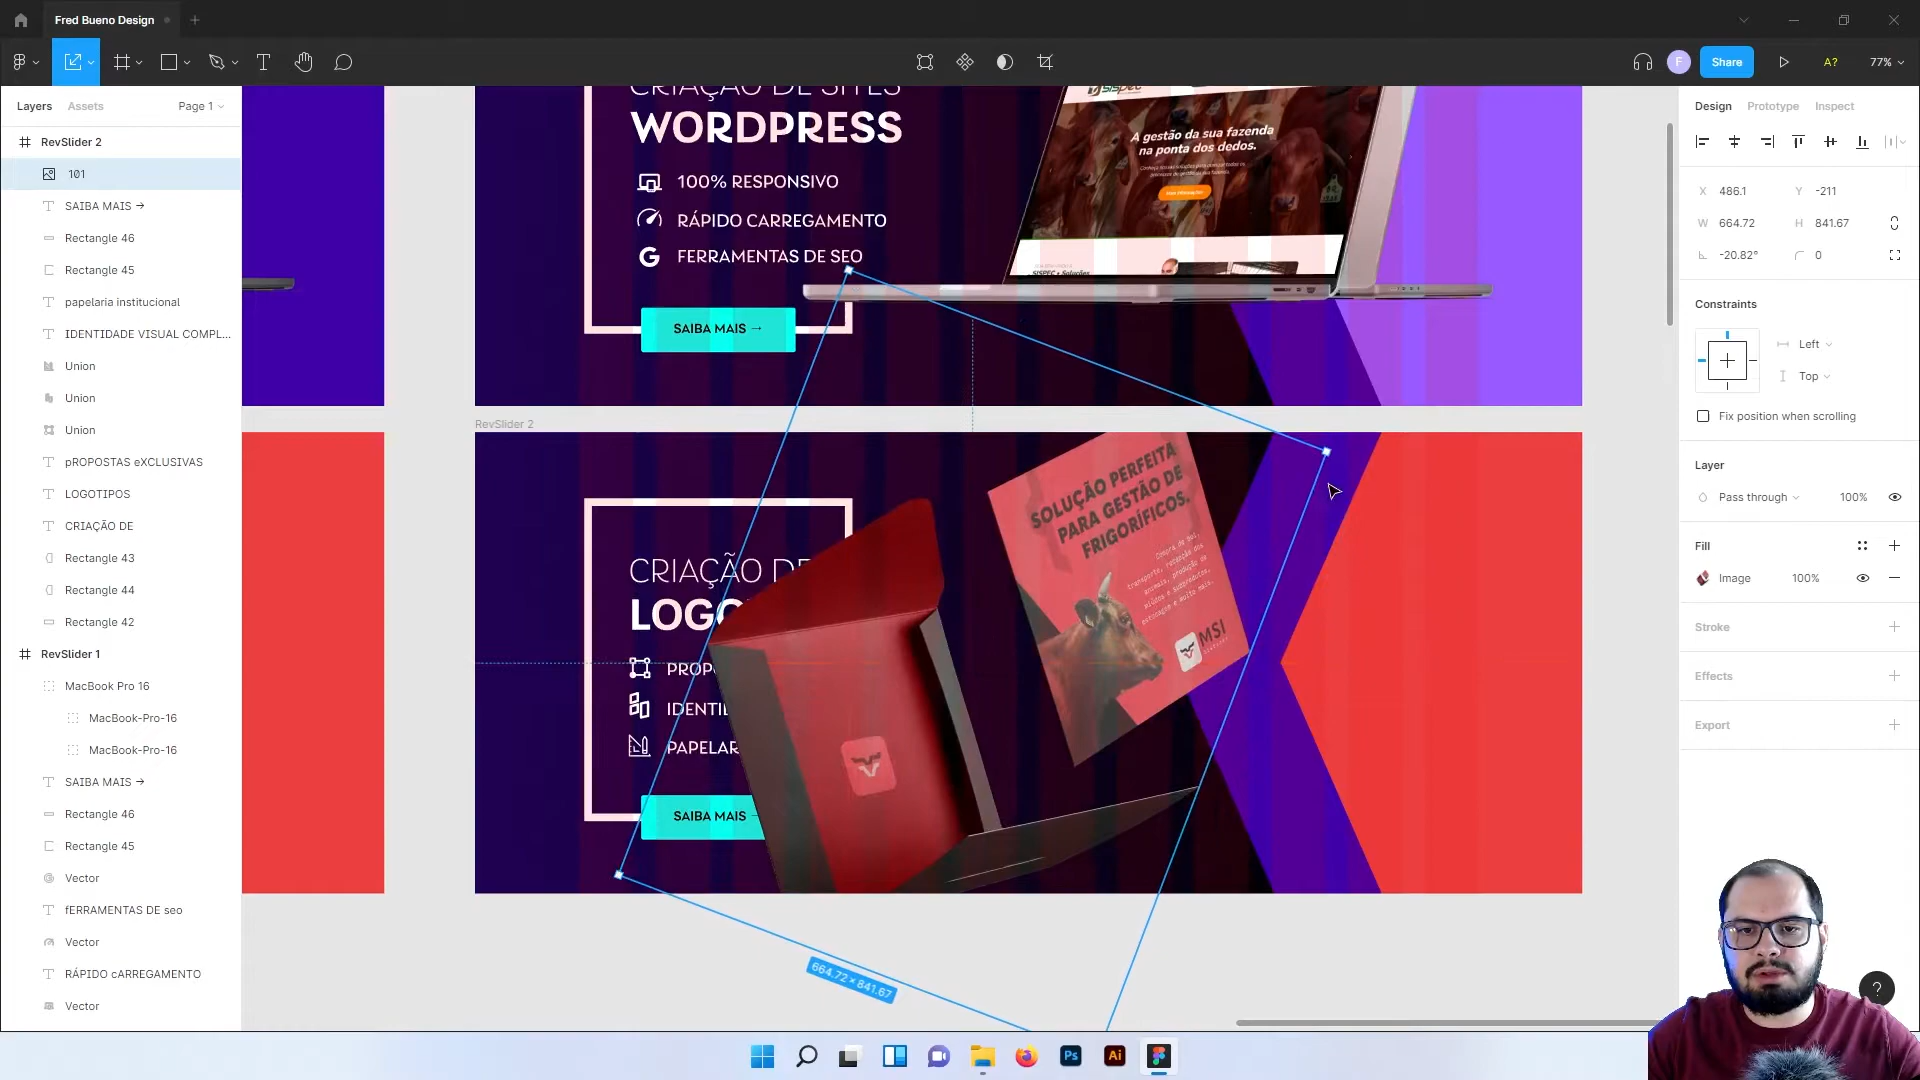 Fred Bueno Design
Share
A?
77%
Layers
Assets
Page 1
RevSlider 2
101
SAIBA MAIS →
Rectangle 46
Rectangle 45
papelaria institucional
IDENTIDADE VISUAL COMPL...
Union
Union
Union
pROPOSTAS eXCLUSIVAS
LOGOTIPOS
CRIAÇÃO DE
Rectangle 43
Rectangle 44
Rectangle 42
RevSlider 1
MacBook Pro 16
MacBook-Pro-16
MacBook-Pro-16
SAIBA MAIS →
Rectangle 46
Rectangle 45
Vector
fERRAMENTAS DE seo
Vector
RÁPIDO cARREGAMENTO
Vector
CRIAÇÃO DE SITES
WORDPRESS
100% RESPONSIVO
RÁPIDO CARREGAMENTO
FERRAMENTAS DE SEO
SAIBA MAIS →
A gestão da sua fazenda
na ponta dos dedos.
RevSlider 2
CRIAÇÃO DE
LOGO
PROP
IDENTI
PAPELAR
SAIBA MAIS
SOLUÇÃO PERFEITA
PARA GESTÃO DE
FRIGORÍFICOS.
MSI
664.72 × 841.67
Design
Prototype
Inspect
X 486.1
Y -211
W 664.72
H 841.67
-20.82°
0
Constraints
Left
Top
Fix position when scrolling
Layer
Pass through
100%
Fill
Image
100%
Stroke
Effects
Export
F
?
Ps
Ai